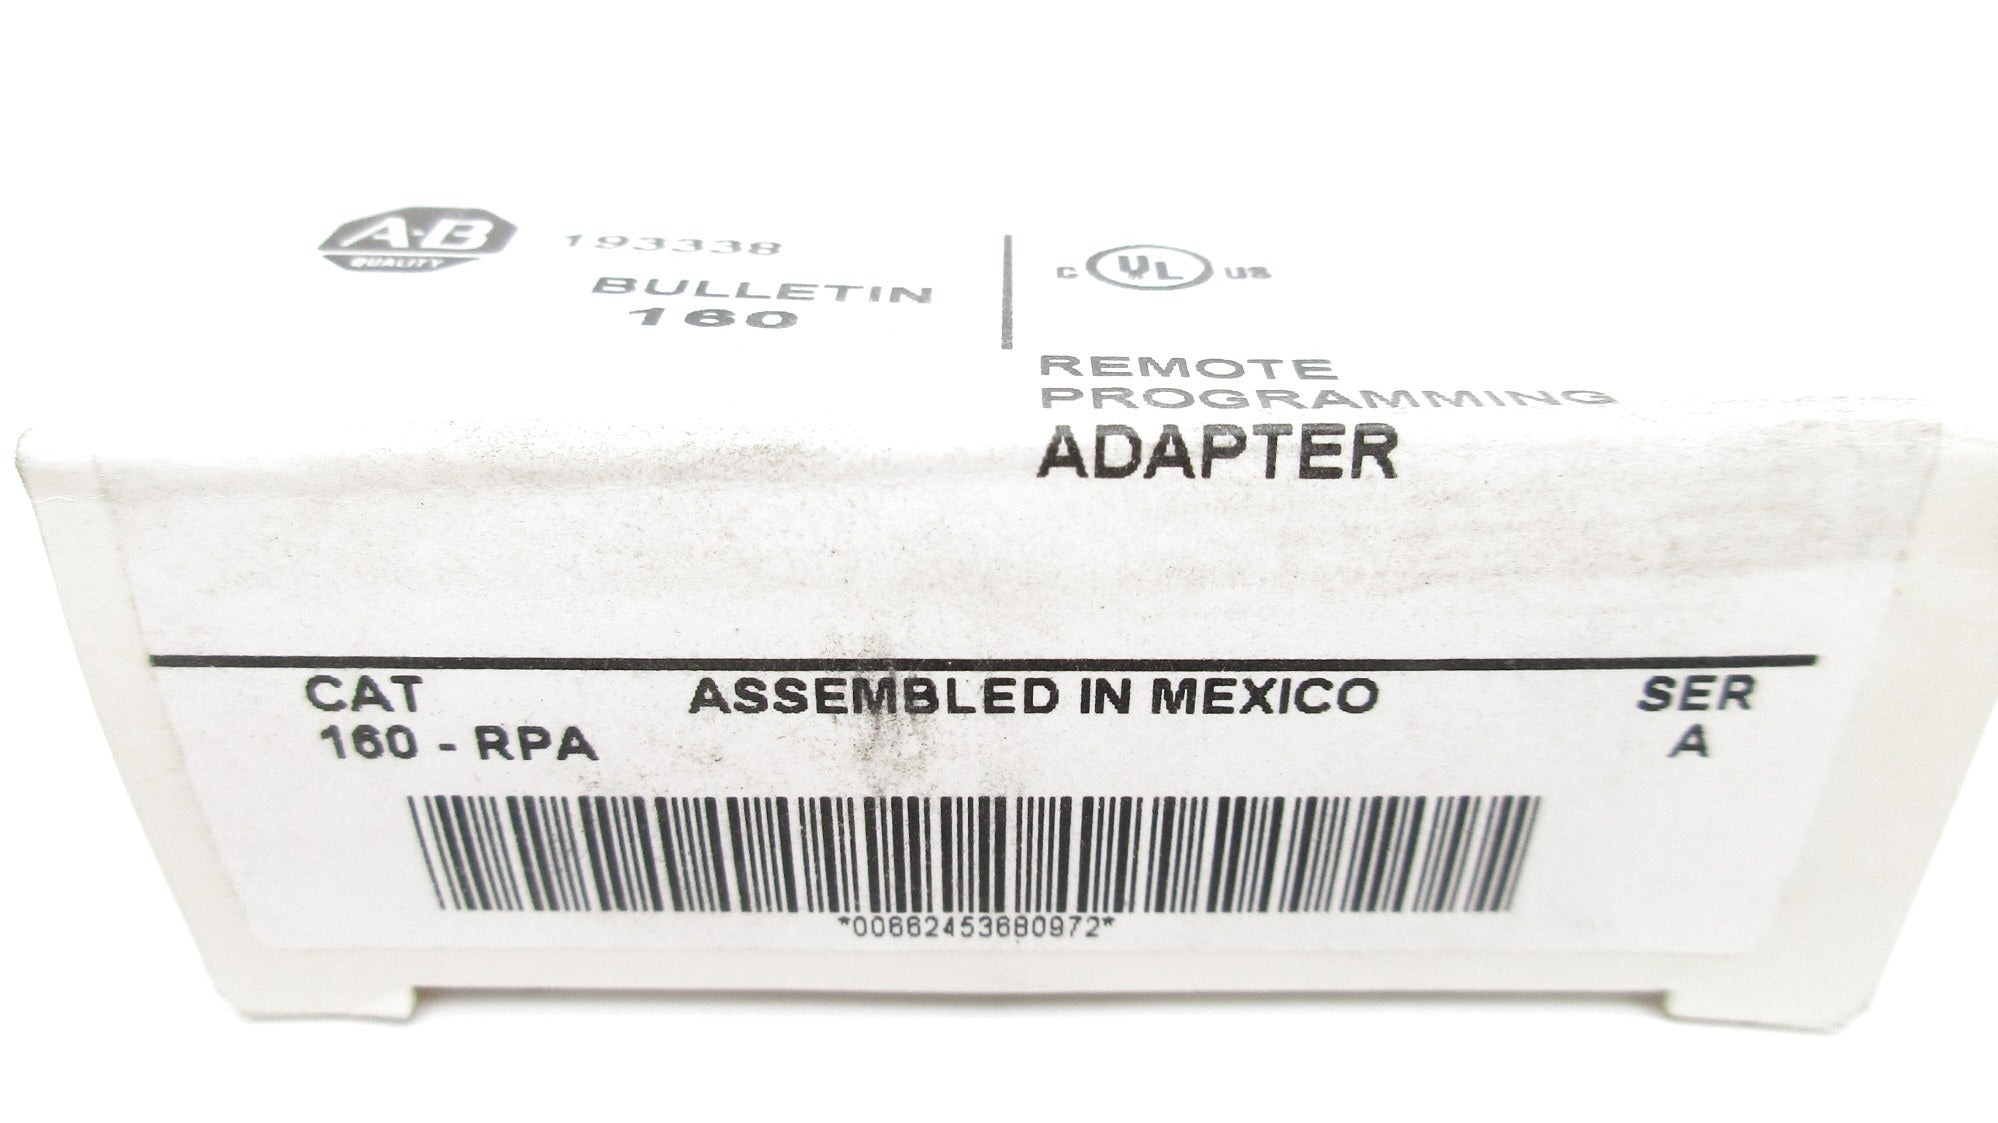 A-B
QUALITY
193338
BULLETIN
160
C UL US
REMOTE
PROGRAMMING
ADAPTER
CAT
160 - RPA
ASSEMBLED IN MEXICO
SER
A
*00662453680972*